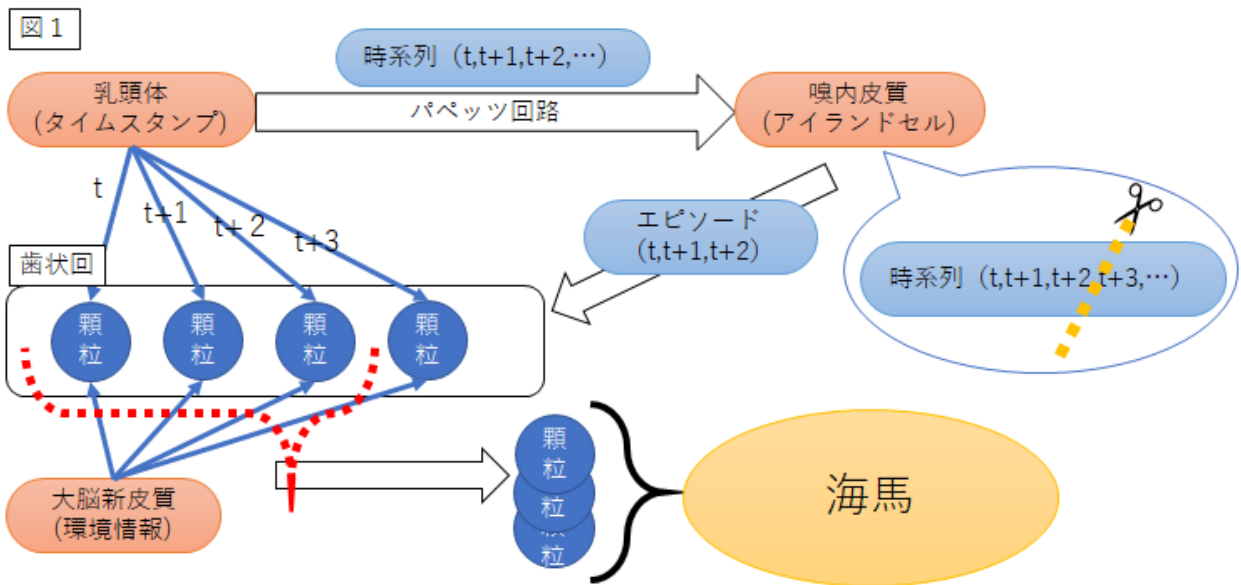 図1
時系列（t,t+1,t+2,…）
乳頭体
(タイムスタンプ)
パペッツ回路
嗅内皮質
(アイランドセル)
t
t+1
t+2
t+3
エピソード
(t,t+1,t+2)
時系列（t,t+1,t+2,t+3,…）
歯状回
顆
粒
顆
粒
顆
粒
顆
粒
大脳新皮質
(環境情報)
顆
粒
粒
海馬